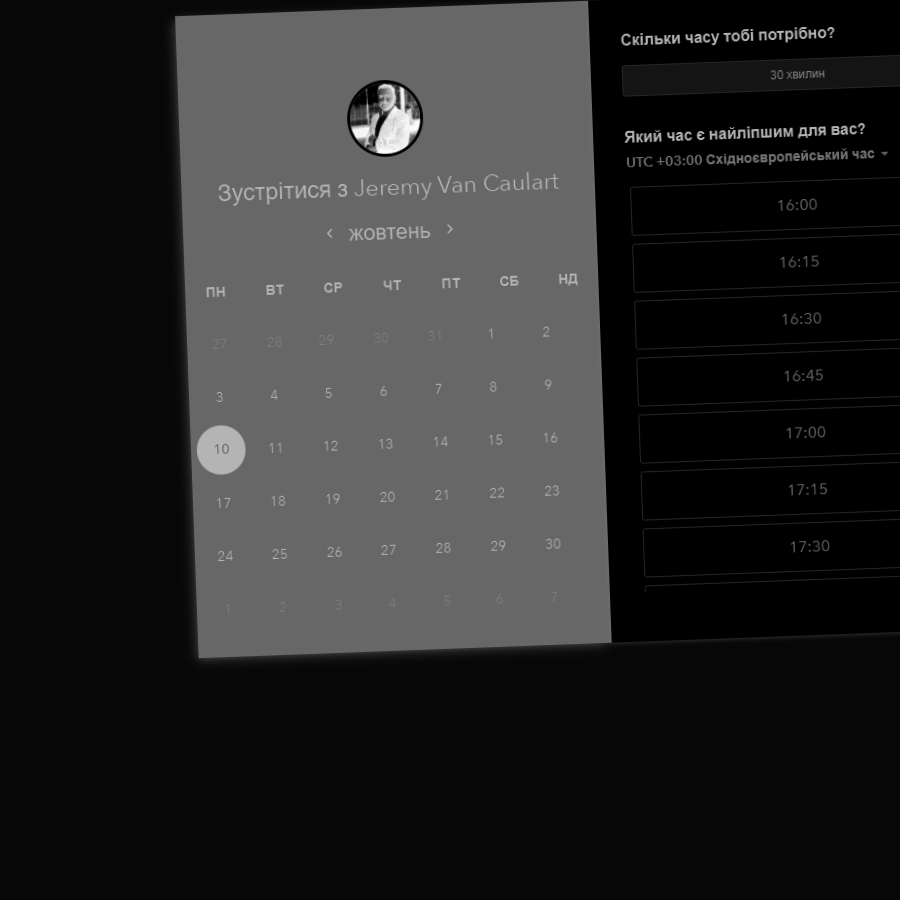 Зустрітися з Jeremy Van Caulart
жовтень
ПН ВТ СР ЧТ ПТ СБ НД
27 28 29 30 31 1 2
3 4 5 6 7 8 9
10 11 12 13 14 15 16
17 18 19 20 21 22 23
24 25 26 27 28 29 30
1 2 3 4 5 6 7
Скільки часу тобі потрібно?
30 хвилин
Який час є найліпшим для вас?
UTC +03:00 Східноєвропейський час
16:00
16:15
16:30
16:45
17:00
17:15
17:30